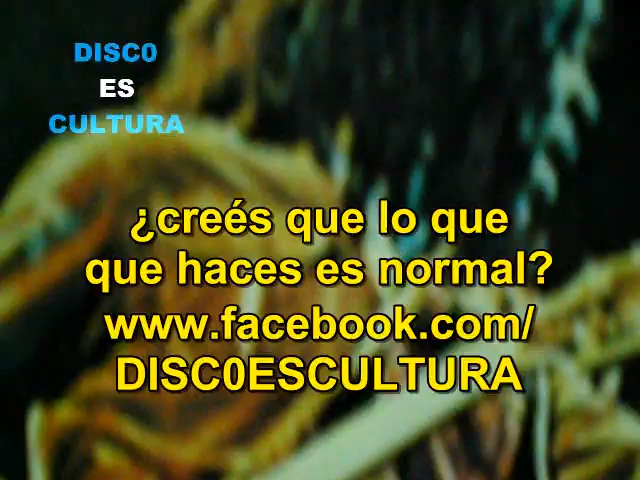 DISC0
ES
CULTURA
¿creés que lo que
que haces es normal?
www.facebook.com/
DISC0ESCULTURA